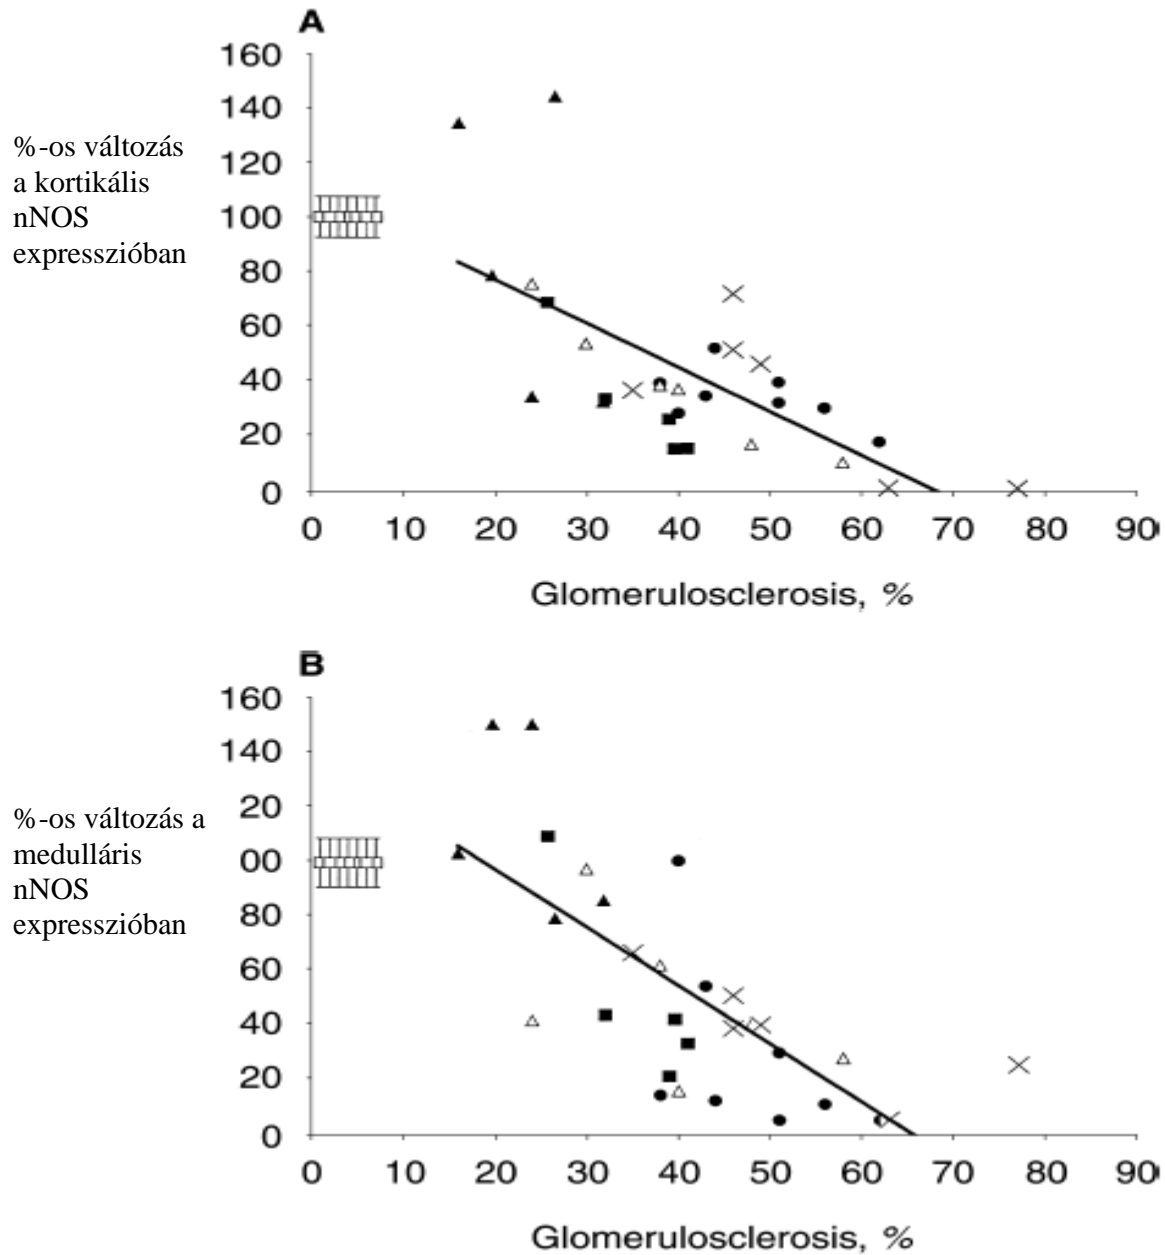 A
160
140
120
100
80
60
40
20
0
%-os változás
a kortikális
nNOS
expresszióban
0 10 20 30 40 50 60 70 80 90
Glomerulosclerosis, %
B
160
140
20
00
80
60
40
20
0
%-os változás a
medulláris
nNOS
expresszióban
0 10 20 30 40 50 60 70 80 90
Glomerulosclerosis, %